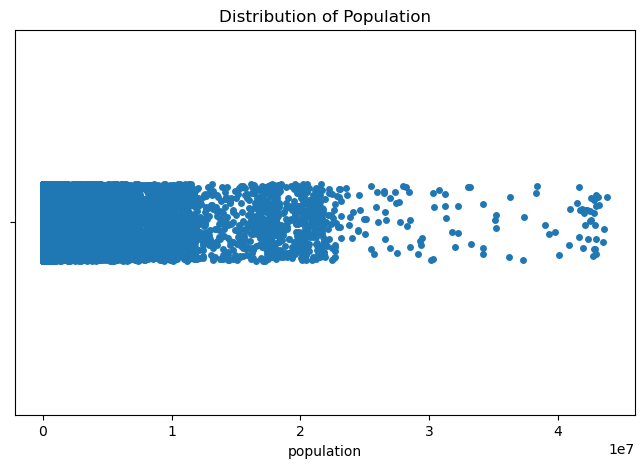 Distribution of Population
0 1 2 3 4
1e7
population